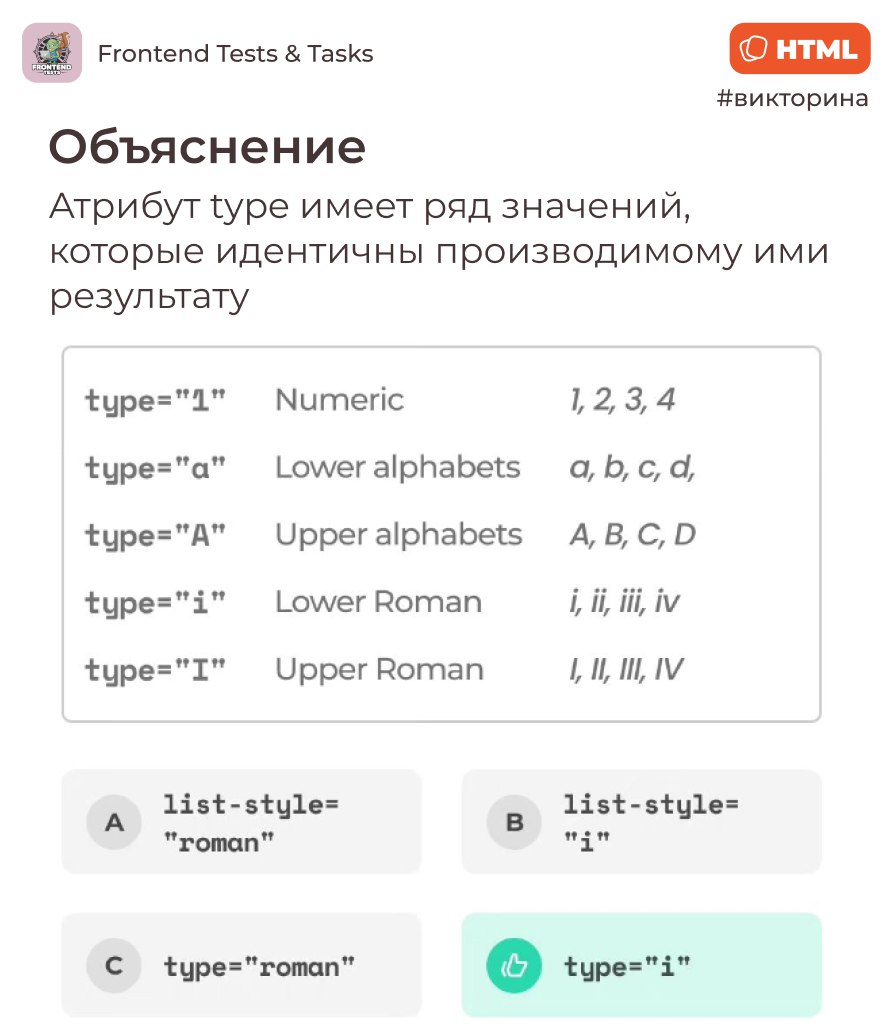 FRONTEND
TESTS
Frontend Tests & Tasks
HTML
#викторина
Объяснение
Атрибут type имеет ряд значений,
которые идентичны производимому ими
результату
type="1" Numeric 1, 2, 3, 4
type="a" Lower alphabets a, b, c, d,
type="A" Upper alphabets A, B, C, D
type="i" Lower Roman i, ii, iii, iv
type="I" Upper Roman I, II, III, IV
A list-style=
"roman"
B list-style=
"i"
C type="roman"
type="i"